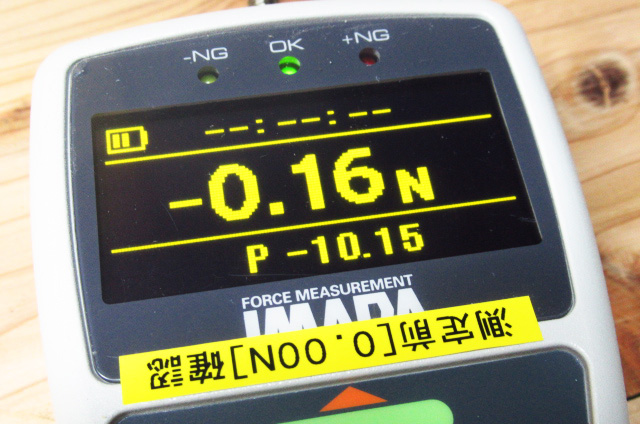 -NG OK +NG
--:--:--
-0.16 N
P -10.15
FORCE MEASUREMENT
IMADA
測定前[0.00N]確認